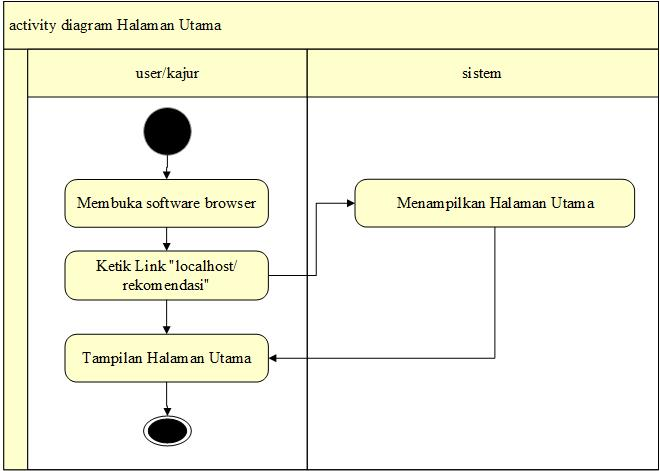 activity diagram Halaman Utama
user/kajur
sistem
Membuka software browser
Menampilkan Halaman Utama
Ketik Link "localhost/
rekomendasi"
Tampilan Halaman Utama